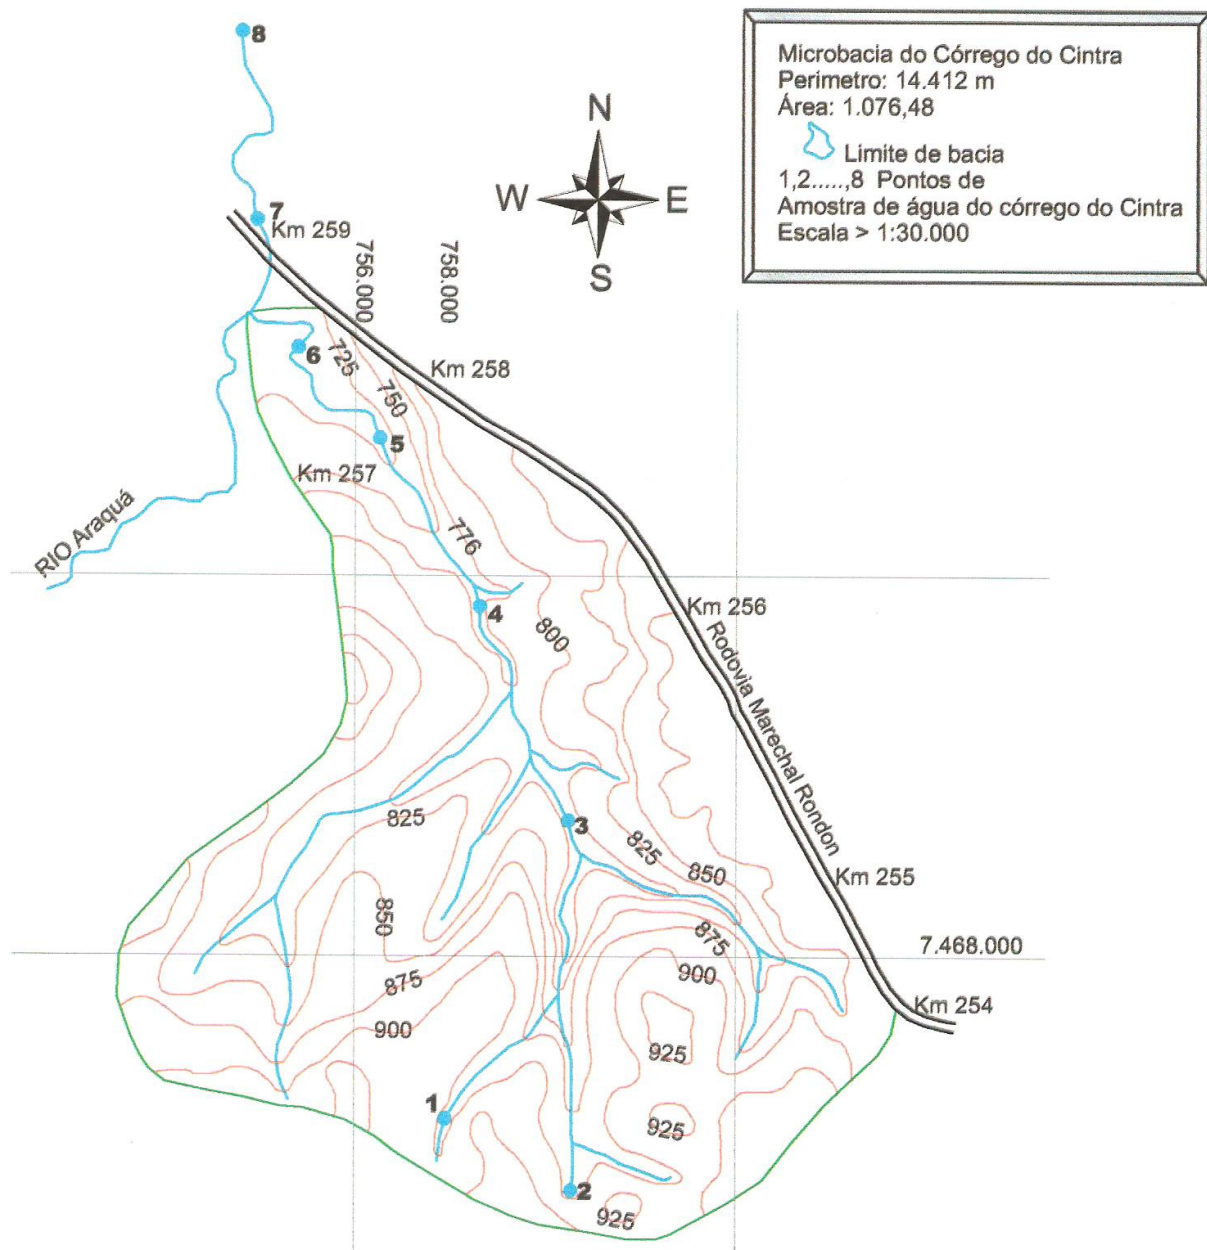 8
Microbacia do Córrego do Cintra
Perimetro: 14.412 m
Área: 1.076,48
Limite de bacia
1,2.....,8 Pontos de
Amostra de água do córrego do Cintra
Escala > 1:30.000
N
W
E
S
7
Km 259
756.000
758.000
6
725
Km 258
750
5
Km 257
RIO Araquá
776
4
800
Km 256
Rodovia Marechal Rondon
825
3
825
850
Km 255
850
875
7.468.000
875
900
900
Km 254
925
1
925
2
925